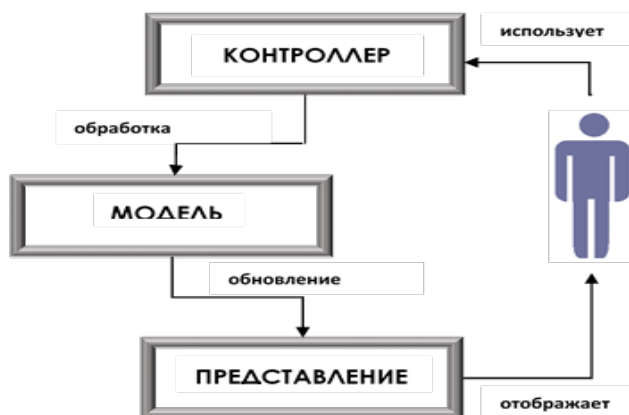 использует
КОНТРОЛЛЕР
обработка
МОДЕЛЬ
обновление
ПРЕДСТАВЛЕНИЕ
отображает